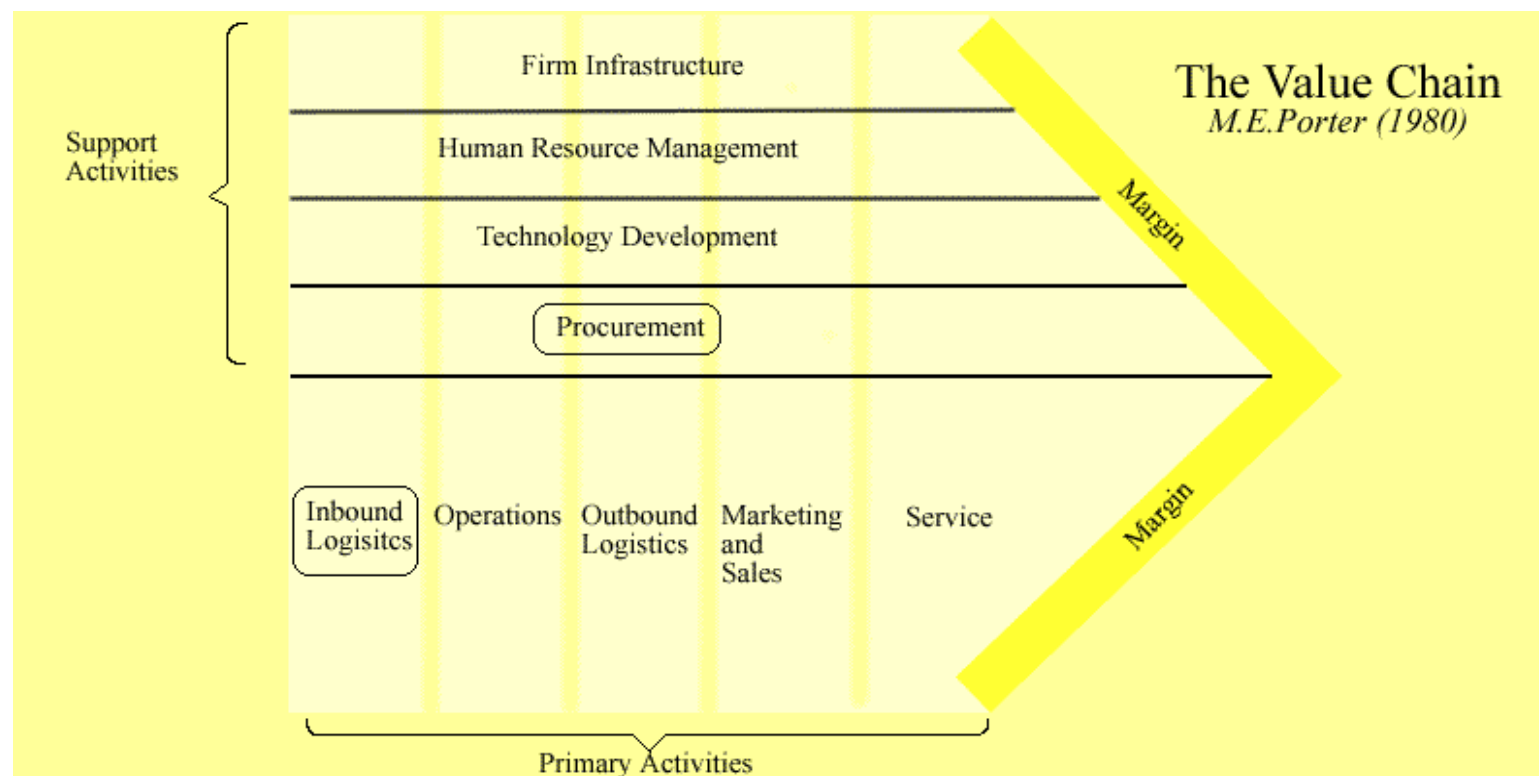 The Value Chain
M.E.Porter (1980)
Support
Activities
Firm Infrastructure
Human Resource Management
Technology Development
Procurement
Margin
Inbound
Logisitcs
Operations
Outbound
Logistics
Marketing
and
Sales
Service
Margin
Primary Activities